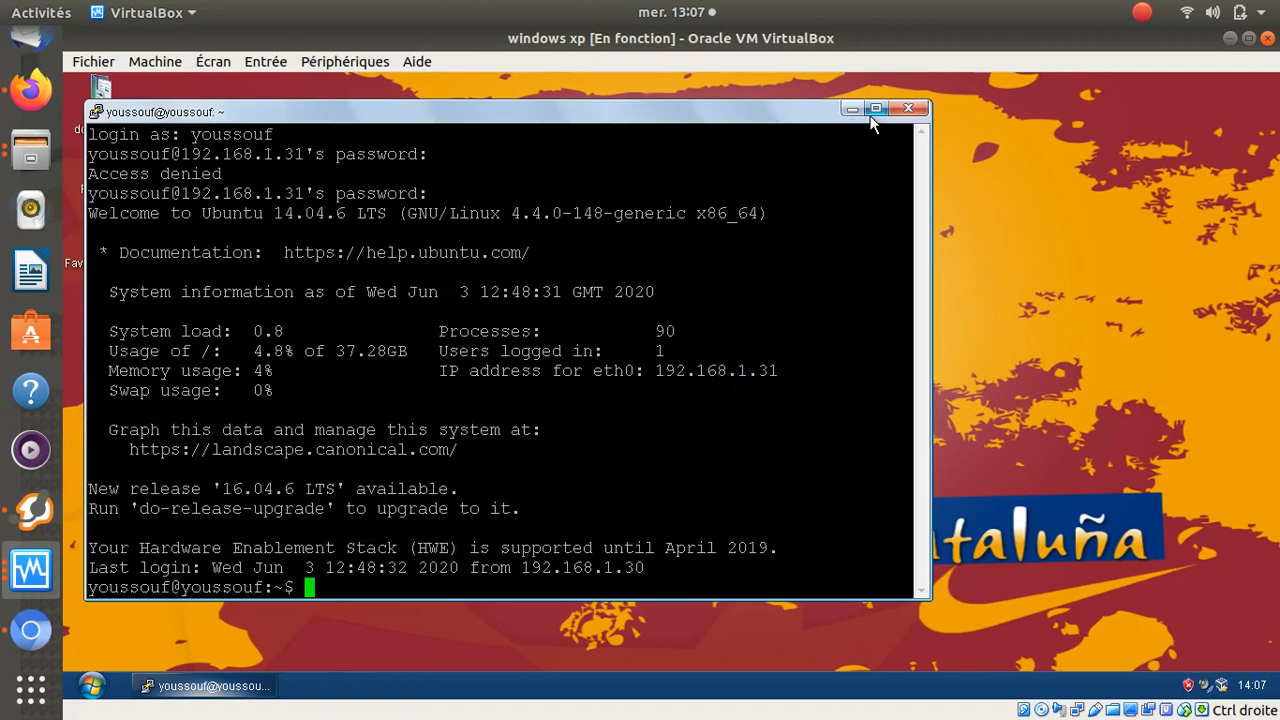 Activités VirtualBox mer. 13:07
windows xp [En fonction] - Oracle VM VirtualBox
Fichier Machine Écran Entrée Périphériques Aide
youssouf@youssouf: ~
login as: youssouf
youssouf@192.168.1.31's password:
Access denied
youssouf@192.168.1.31's password:
Welcome to Ubuntu 14.04.6 LTS (GNU/Linux 4.4.0-148-generic x86_64)
* Documentation: https://help.ubuntu.com/
System information as of Wed Jun 3 12:48:31 GMT 2020
System load: 0.8 Processes: 90
Usage of /: 4.8% of 37.28GB Users logged in: 1
Memory usage: 4% IP address for eth0: 192.168.1.31
Swap usage: 0%
Graph this data and manage this system at:
https://landscape.canonical.com/
New release '16.04.6 LTS' available.
Run 'do-release-upgrade' to upgrade to it.
Your Hardware Enablement Stack (HWE) is supported until April 2019.
Last login: Wed Jun 3 12:48:32 2020 from 192.168.1.30
youssouf@youssouf:~$
do
Fav
ataluña
youssouf@youssou... 14:07
Ctrl droite